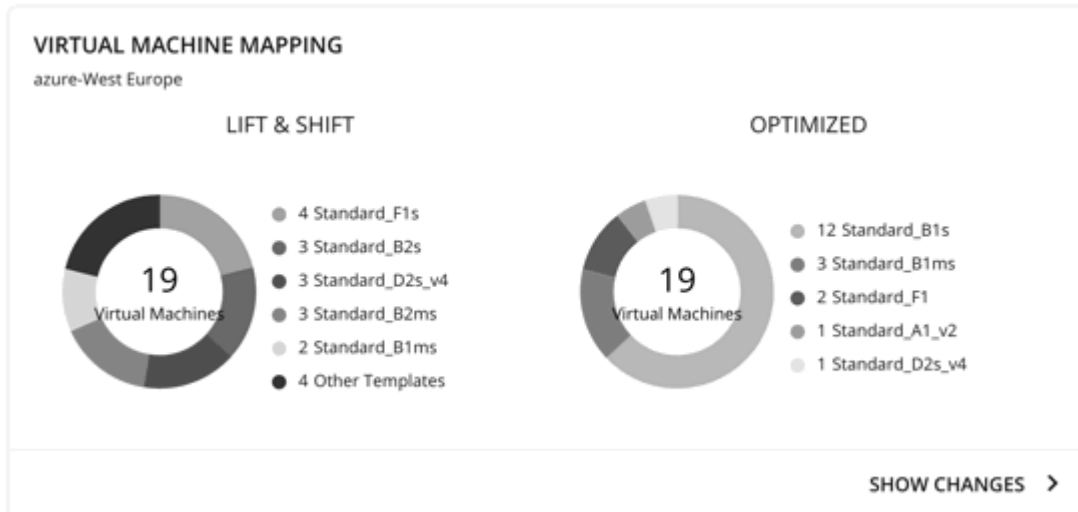 VIRTUAL MACHINE MAPPING
azure-West Europe
LIFT & SHIFT
19
Virtual Machines
4 Standard_F1s
3 Standard_B2s
3 Standard_D2s_v4
3 Standard_B2ms
2 Standard_B1ms
4 Other Templates
OPTIMIZED
19
Virtual Machines
12 Standard_B1s
3 Standard_B1ms
2 Standard_F1
1 Standard_A1_v2
1 Standard_D2s_v4
SHOW CHANGES